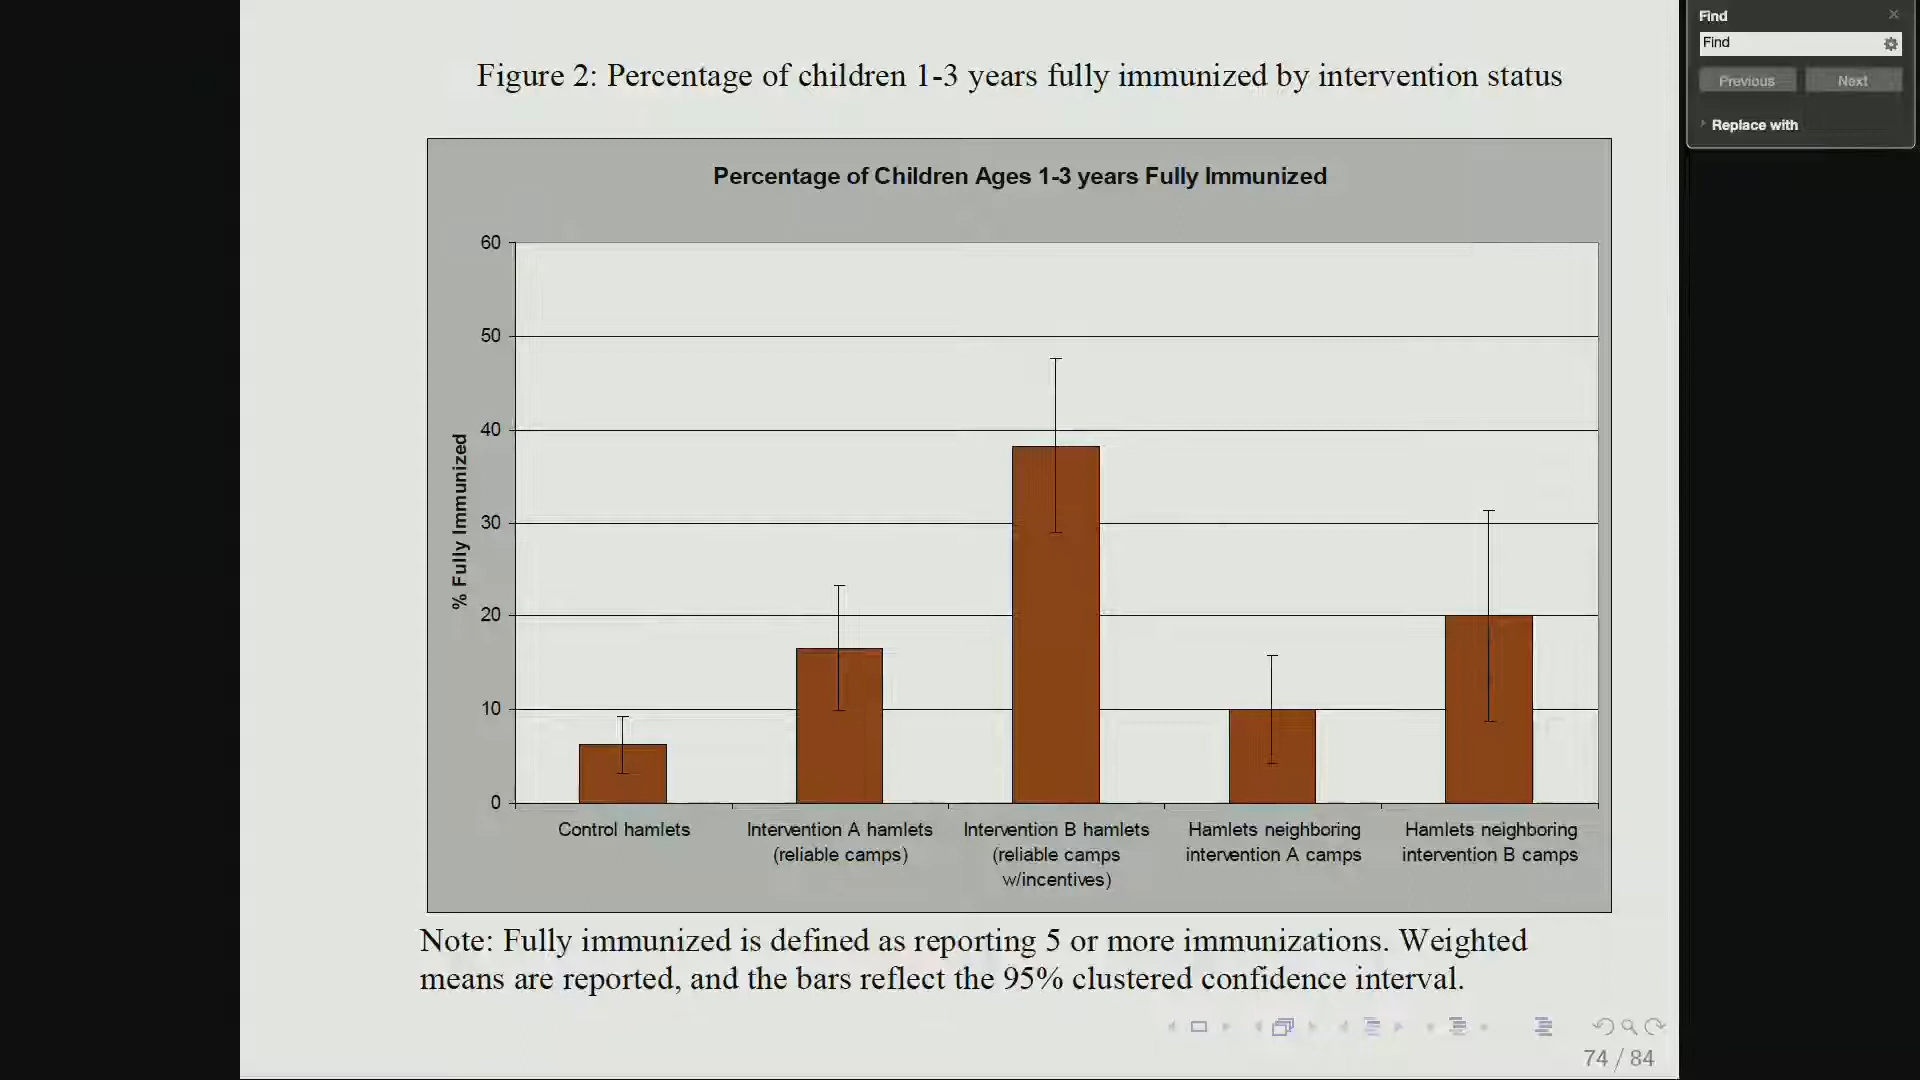 Figure 2: Percentage of children 1-3 years fully immunized by intervention status
Percentage of Children Ages 1-3 years Fully Immunized
% Fully Immunized
60
50
40
30
20
10
0
Control hamlets
Intervention A hamlets
(reliable camps)
Intervention B hamlets
(reliable camps
w/incentives)
Hamlets neighboring
intervention A camps
Hamlets neighboring
intervention B camps
Note: Fully immunized is defined as reporting 5 or more immunizations. Weighted
means are reported, and the bars reflect the 95% clustered confidence interval.
74 / 84
Find
Find
Previous
Next
Replace with